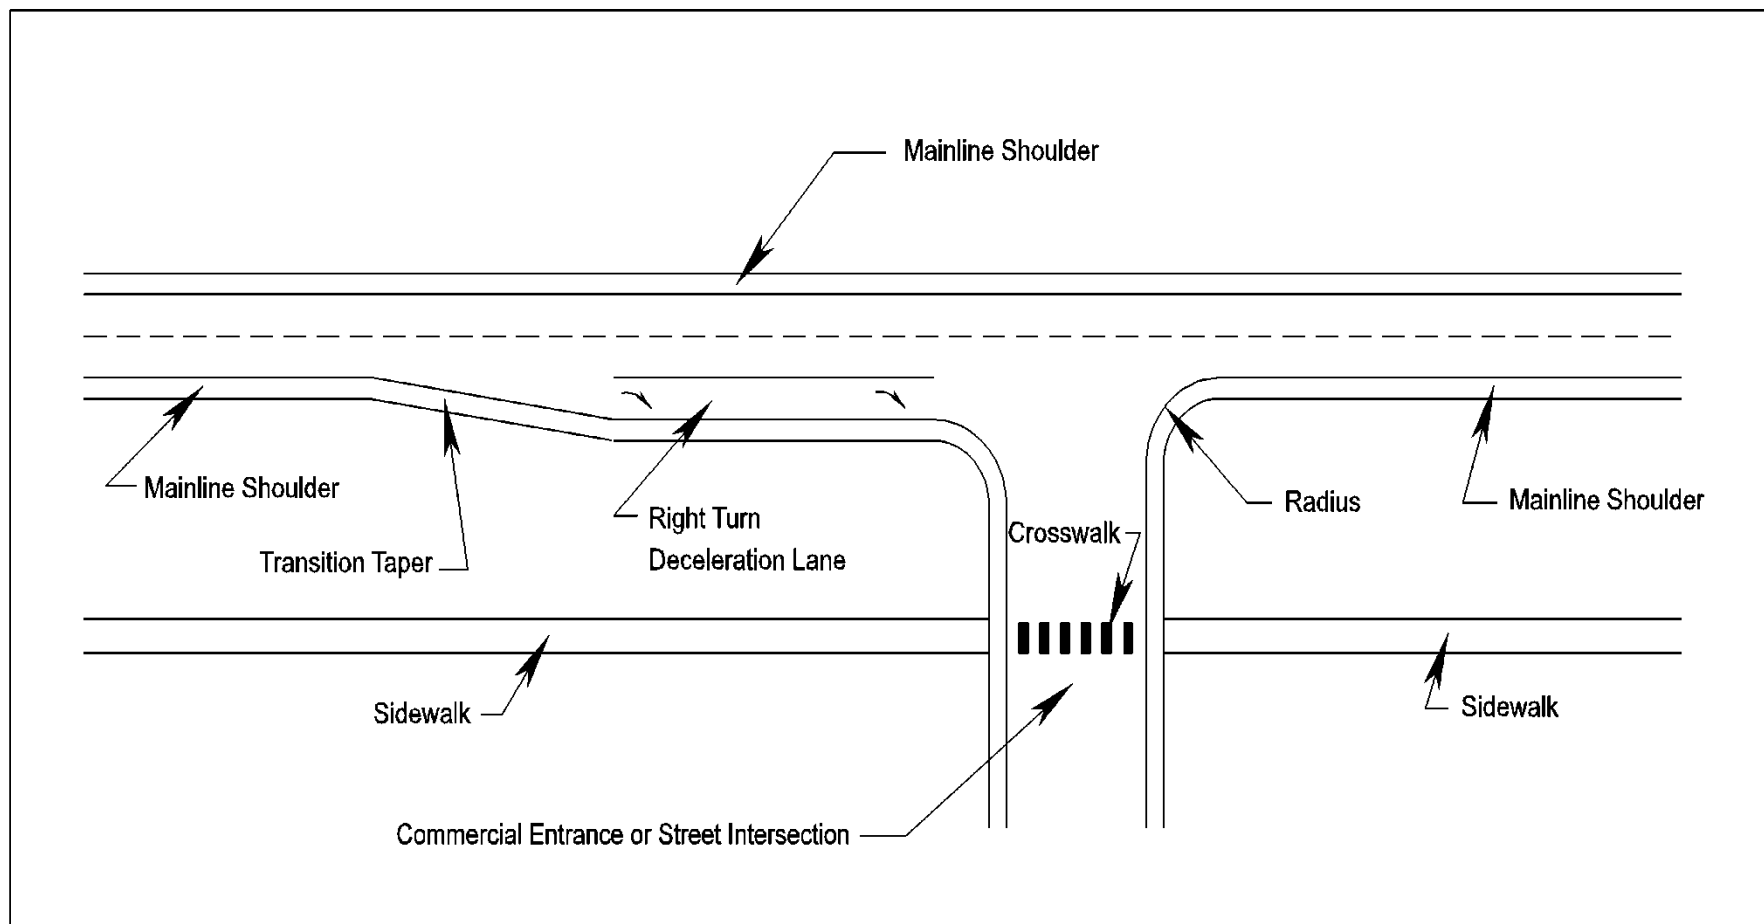 Mainline Shoulder
Mainline Shoulder
Right Turn
Deceleration Lane
Radius
Mainline Shoulder
Crosswalk
Transition Taper
Sidewalk
Sidewalk
Commercial Entrance or Street Intersection